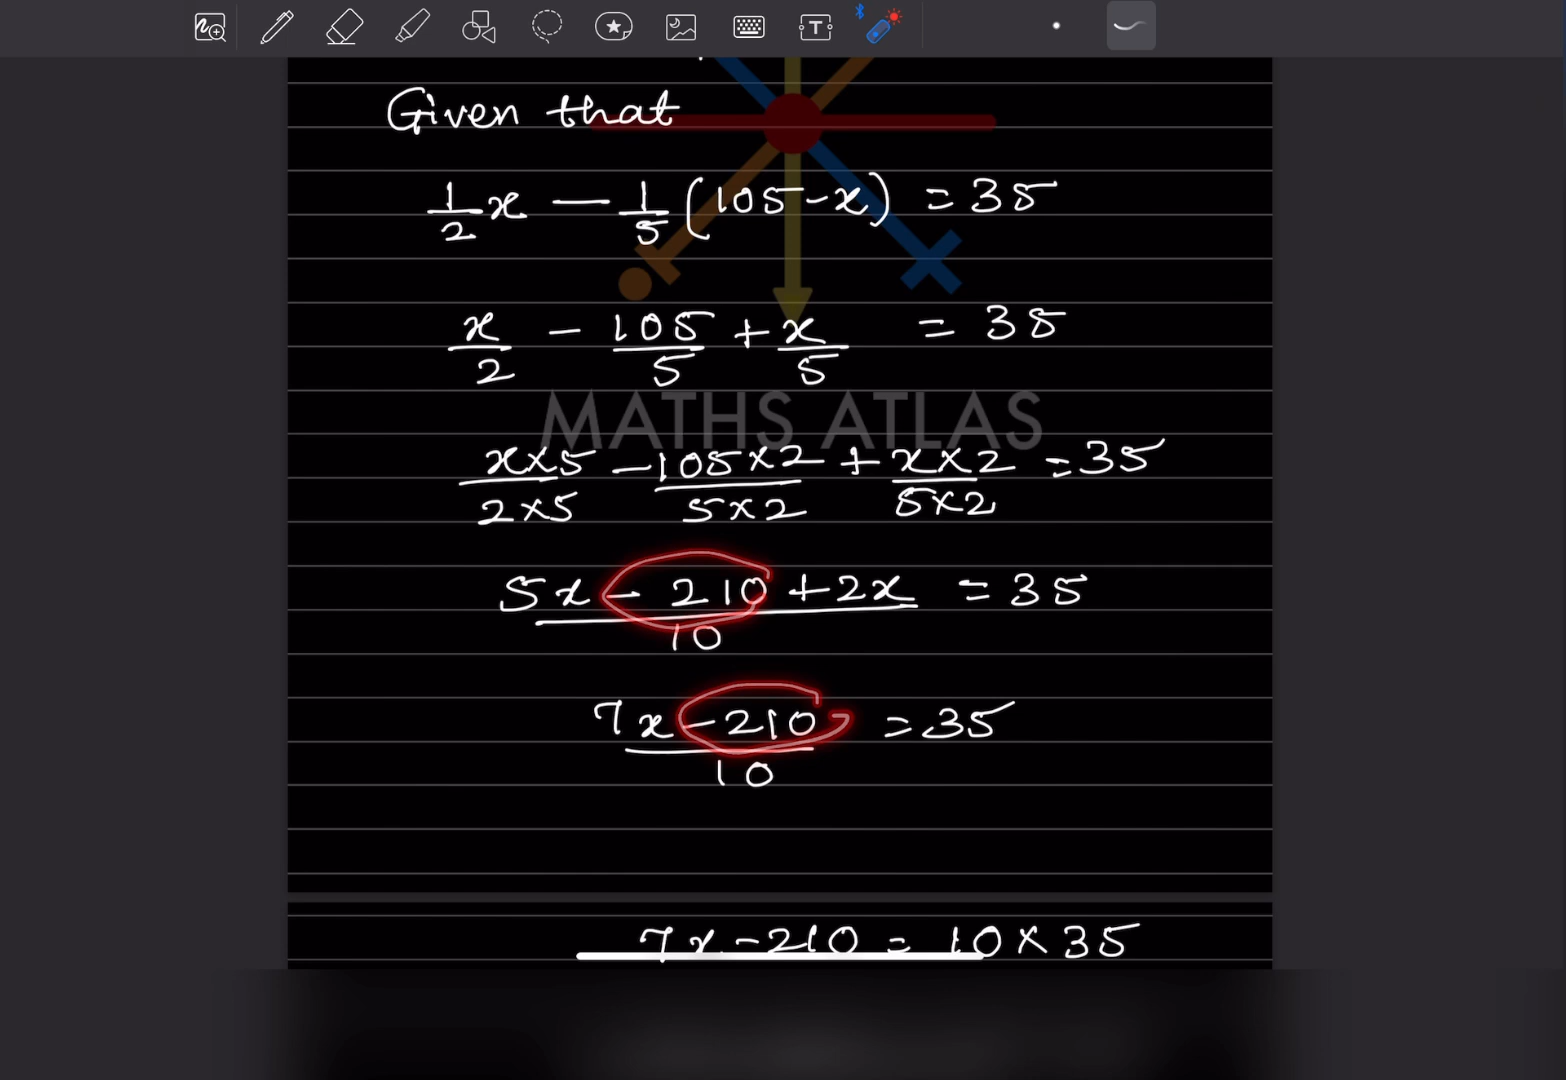 Given that
1/2 x — 1/5 (105-x) = 35
x/2 - 105/5 + x/5 = 35
MATHS ATLAS
x×5/2×5 - 105×2/5×2 + x×2/5×2 = 35
5x - 210 + 2x/10 = 35
7x - 210/10 = 35
7x - 210 = 10 × 35